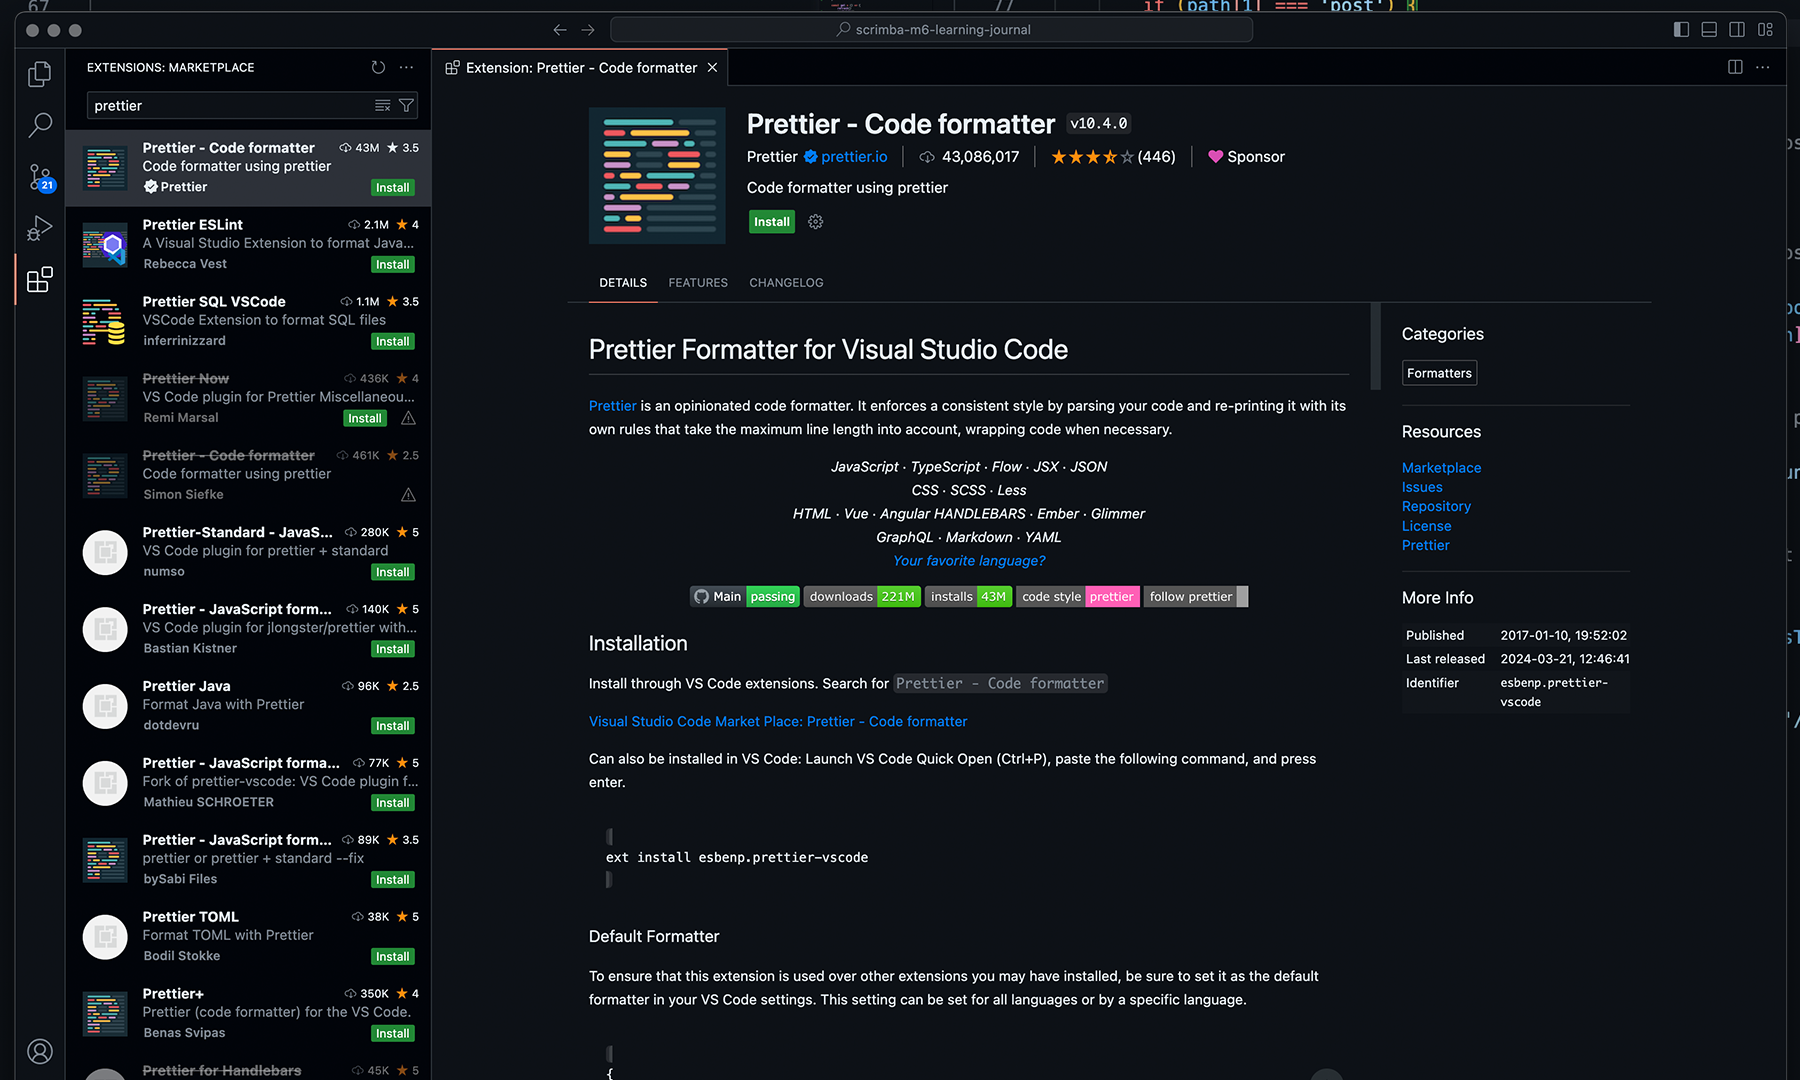 67
//
if (path[1] === 'post') {
scrimba-m6-learning-journal
EXTENSIONS: MARKETPLACE
prettier
Prettier - Code formatter 43M ★ 3.5
Code formatter using prettier
Prettier
Install
Prettier ESLint 2.1M ★ 4
A Visual Studio Extension to format Java...
Rebecca Vest
Install
Prettier SQL VSCode 1.1M ★ 3.5
VSCode Extension to format SQL files
inferrinizzard
Install
Prettier Now 436K ★ 4
VS Code plugin for Prettier Miscellaneou...
Remi Marsal
Install
Prettier - Code formatter 461K ★ 2.5
Code formatter using prettier
Simon Siefke
Prettier-Standard - JavaS... 280K ★ 5
VS Code plugin for prettier + standard
numso
Install
Prettier - JavaScript form... 140K ★ 5
VS Code plugin for jlongster/prettier with...
Bastian Kistner
Install
Prettier Java 96K ★ 2.5
Format Java with Prettier
dotdevru
Install
Prettier - JavaScript forma... 77K ★ 5
Fork of prettier-vscode: VS Code plugin f...
Mathieu SCHROETER
Install
Prettier - JavaScript form... 89K ★ 3.5
prettier or prettier + standard --fix
bySabi Files
Install
Prettier TOML 38K ★ 5
Format TOML with Prettier
Bodil Stokke
Install
Prettier+ 350K ★ 4
Prettier (code formatter) for the VS Code.
Benas Svipas
Install
Prettier for Handlebars 45K ★ 5
21
Extension: Prettier - Code formatter
Prettier - Code formatter v10.4.0
Prettier prettier.io 43,086,017 ★★★ (446) Sponsor
Code formatter using prettier
Install
DETAILS FEATURES CHANGELOG
Prettier Formatter for Visual Studio Code
Prettier is an opinionated code formatter. It enforces a consistent style by parsing your code and re-printing it with its
own rules that take the maximum line length into account, wrapping code when necessary.
JavaScript · TypeScript · Flow · JSX · JSON
CSS · SCSS · Less
HTML · Vue · Angular HANDLEBARS · Ember · Glimmer
GraphQL · Markdown · YAML
Your favorite language?
Main passing downloads 221M installs 43M code style prettier follow prettier
Installation
Install through VS Code extensions. Search for Prettier - Code formatter
Visual Studio Code Market Place: Prettier - Code formatter
Can also be installed in VS Code: Launch VS Code Quick Open (Ctrl+P), paste the following command, and press
enter.
ext install esbenp.prettier-vscode
Default Formatter
To ensure that this extension is used over other extensions you may have installed, be sure to set it as the default
formatter in your VS Code settings. This setting can be set for all languages or by a specific language.
{
Categories
Formatters
Resources
Marketplace
Issues
Repository
License
Prettier
More Info
Published 2017-01-10, 19:52:02
Last released 2024-03-21, 12:46:41
Identifier esbenp.prettier-
vscode